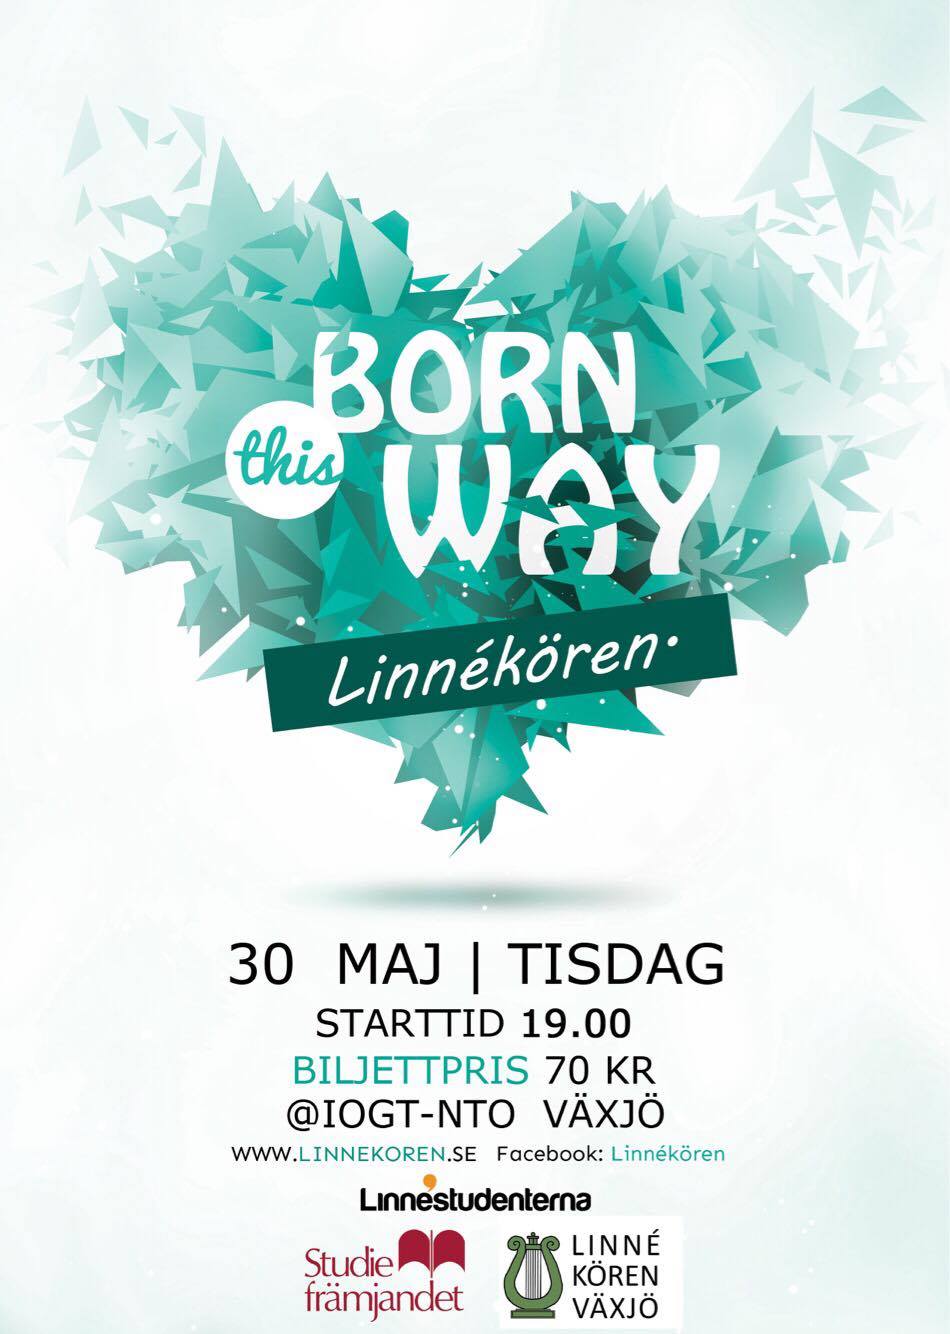 BORN
this
WAY
Linnékören.
30 MAJ | TISDAG
STARTTID 19.00
BILJETTPRIS 70 KR
@IOGT-NTO VÄXJÖ
WWW.LINNEKOREN.SE Facebook: Linnékören
Linnéstudenterna
Studie
främjandet
LINNÉ
KÖREN
VÄXJÖ